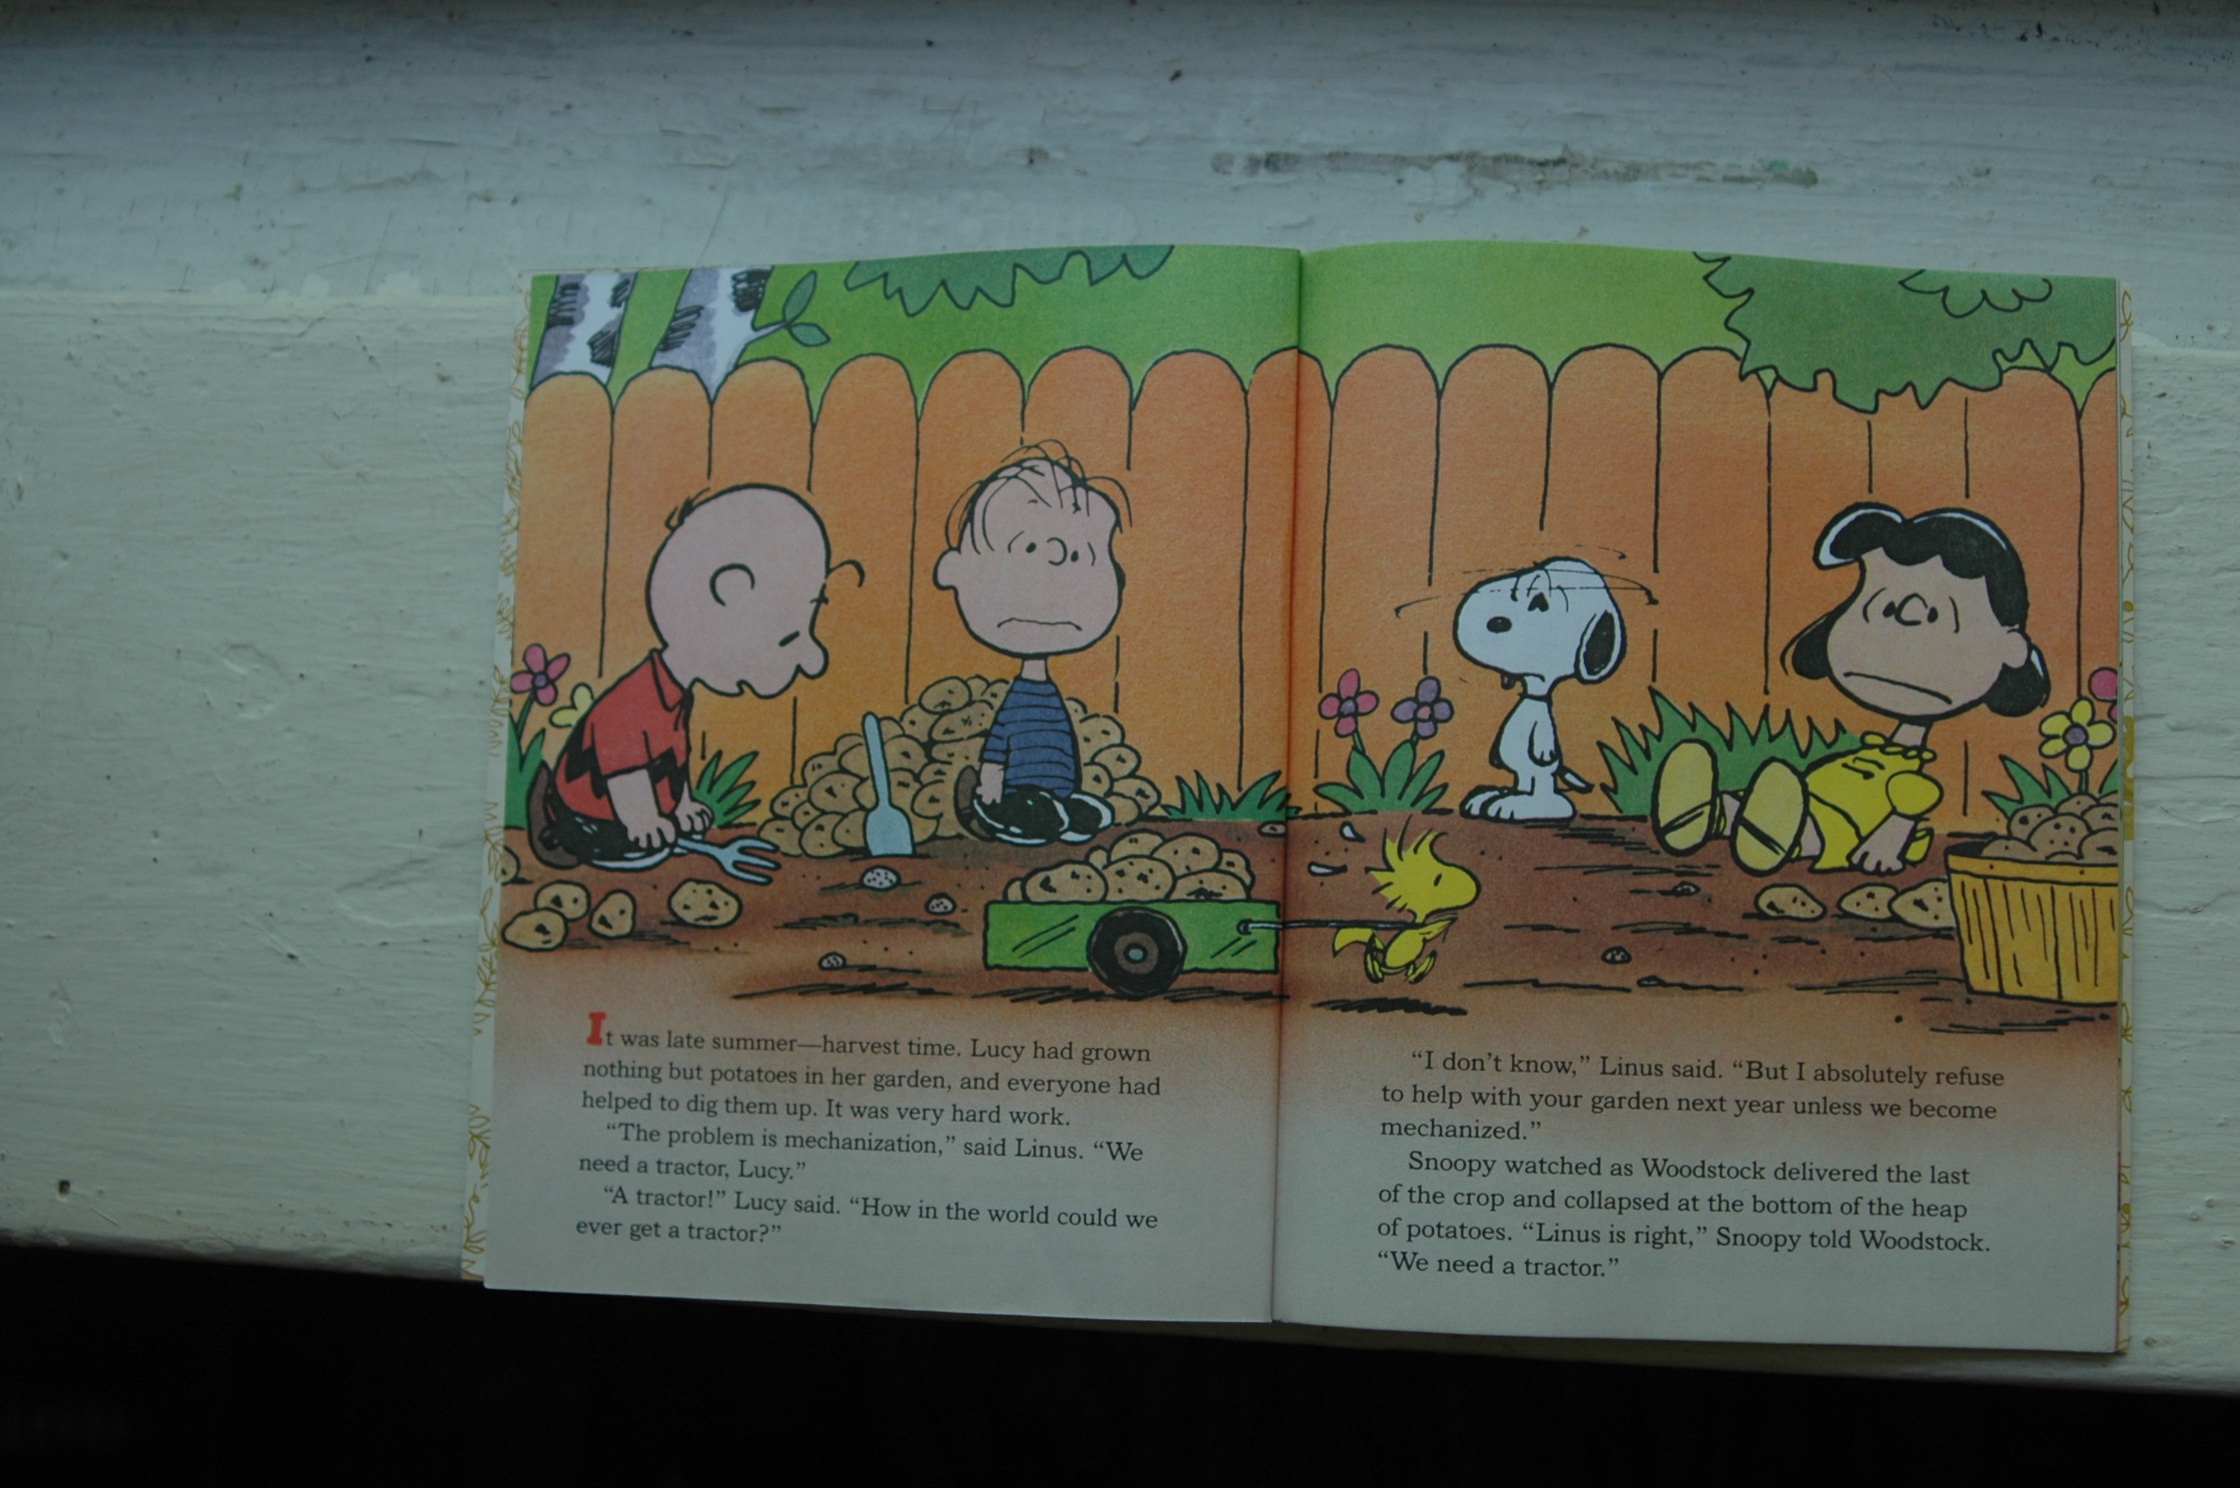 It was late summer—harvest time. Lucy had grown
nothing but potatoes in her garden, and everyone had
helped to dig them up. It was very hard work.
“The problem is mechanization,” said Linus. “We
need a tractor, Lucy.”
“A tractor!” Lucy said. “How in the world could we
ever get a tractor?”
“I don’t know,” Linus said. “But I absolutely refuse
to help with your garden next year unless we become
mechanized.”
Snoopy watched as Woodstock delivered the last
of the crop and collapsed at the bottom of the heap
of potatoes. “Linus is right,” Snoopy told Woodstock.
“We need a tractor.”